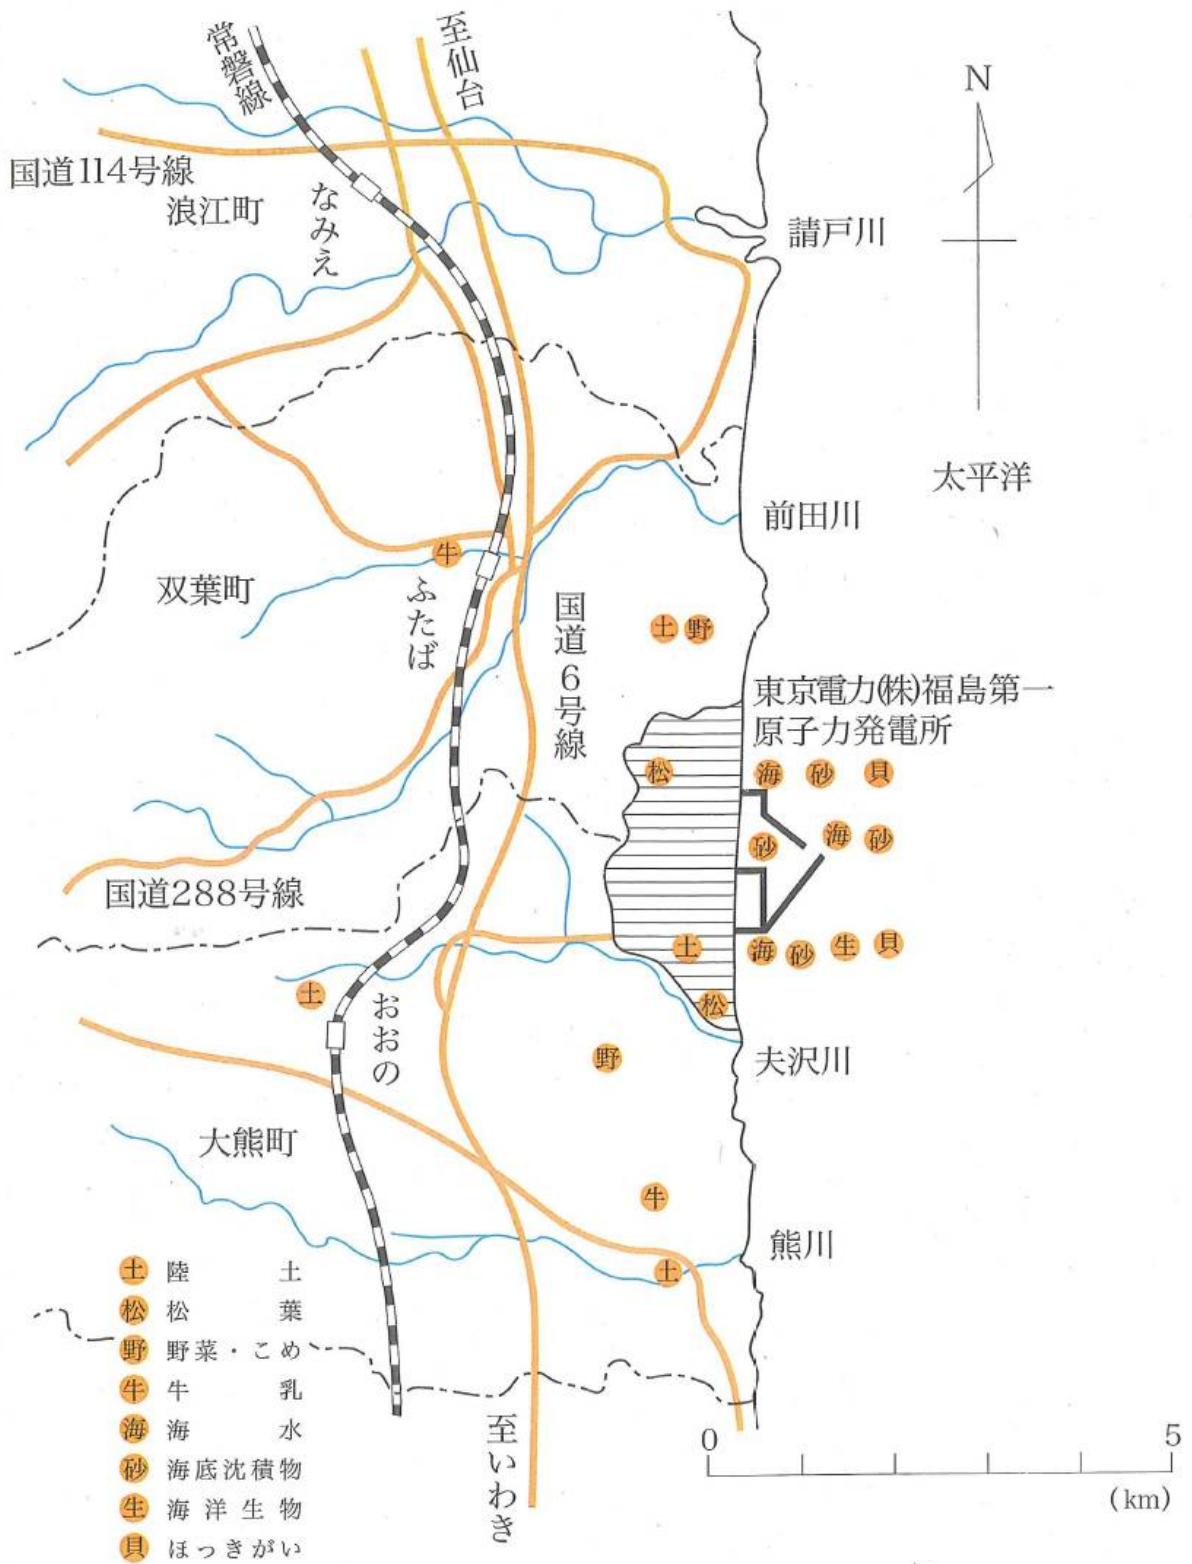 常磐線
至仙台
N
国道114号線
浪江町
なみえ
請戸川
太平洋
前田川
牛
双葉町
ふたば
国道6号線
土 野
東京電力(株)福島第一
原子力発電所
松
海 砂 貝
砂
海 砂
国道288号線
土
海 砂 生 貝
土
おおの
松
野
夫沢川
大熊町
牛
熊川
土
土 陸土
松 松葉
野 野菜・こめ
牛 牛乳
海 海水
砂 海底沈積物
生 海洋生物
貝 ほっきがい
至いわき
0 5
(km)